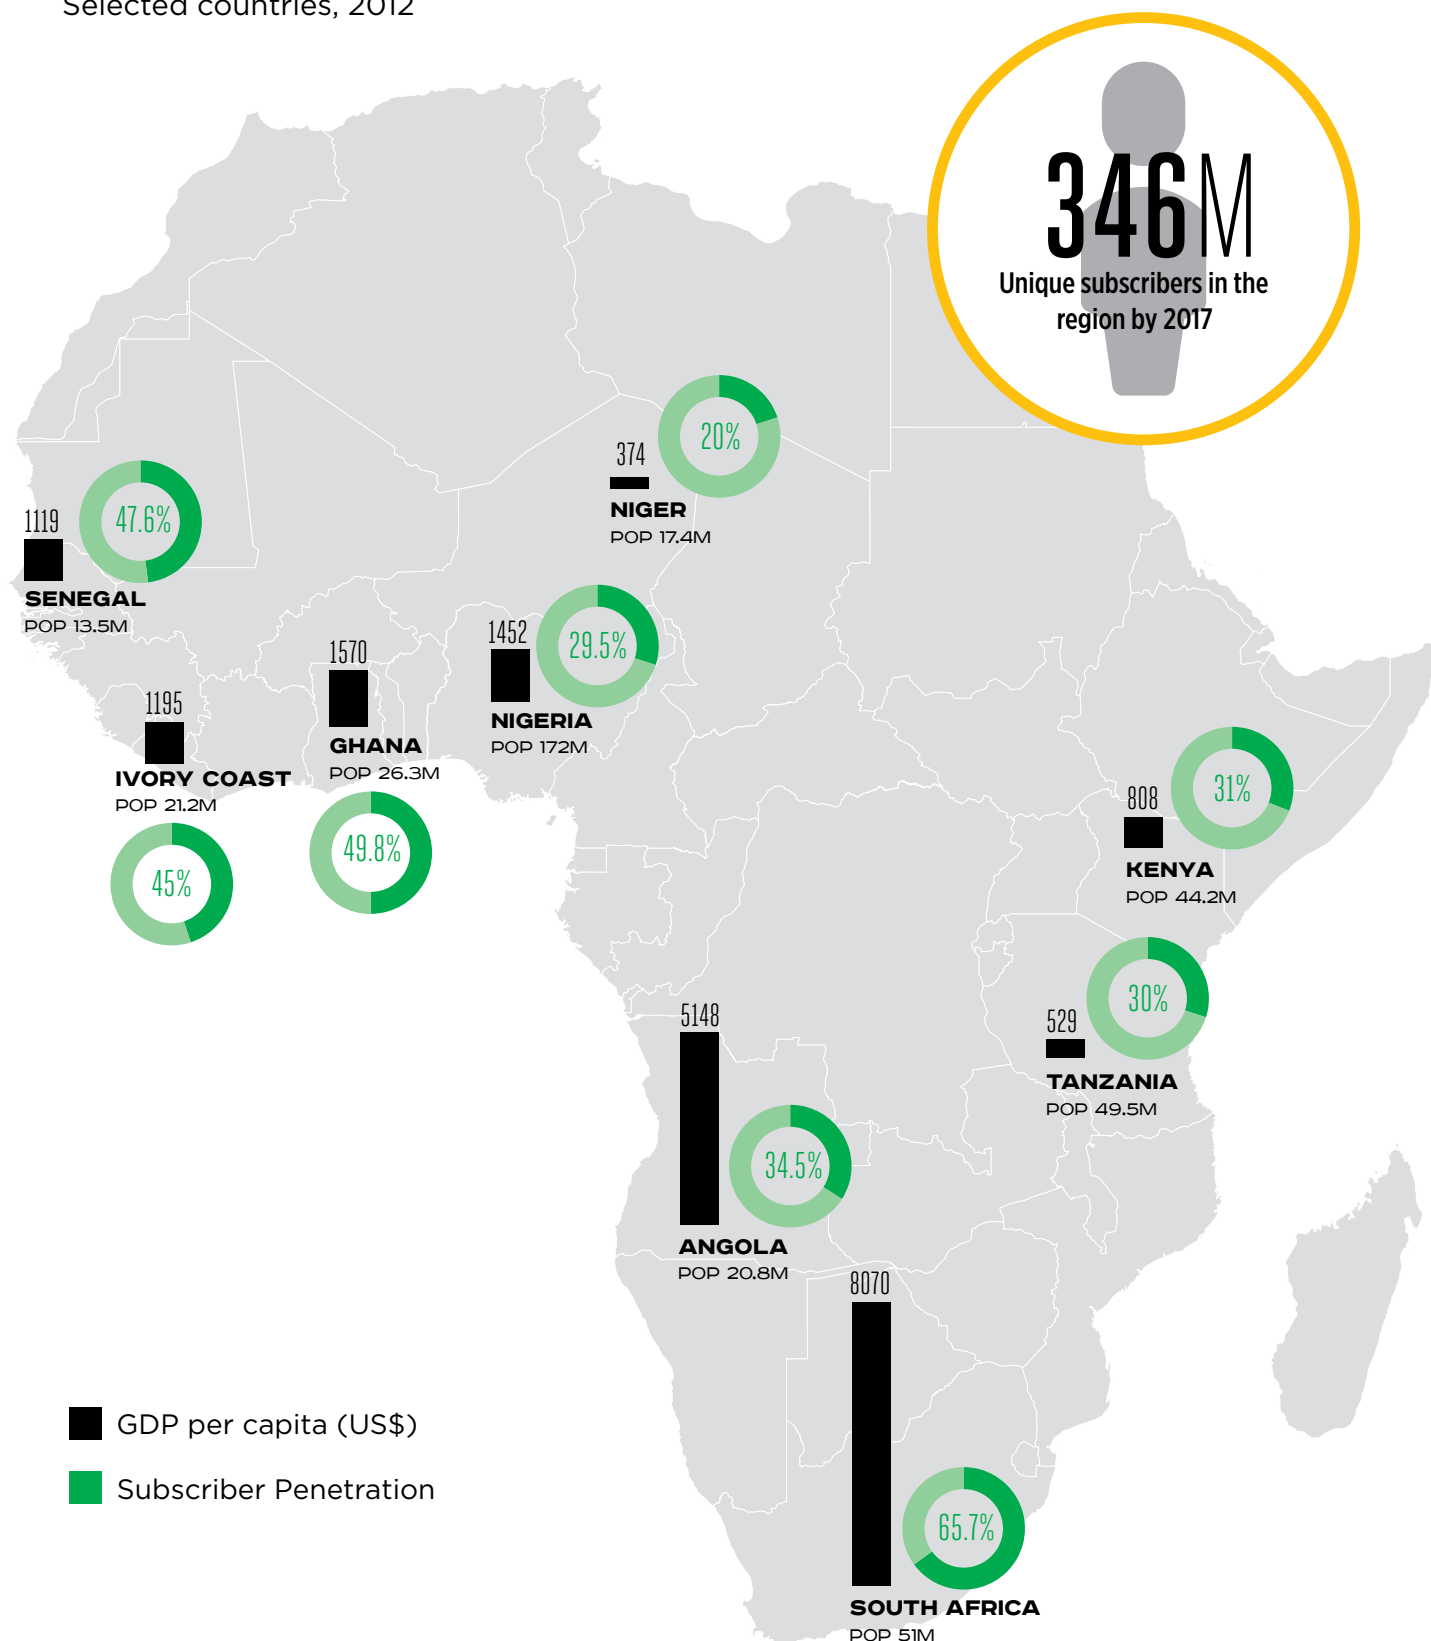 Selected countries, 2012
346M
Unique subscribers in the
region by 2017
20%
374
NIGER
POP 17.4M
47.6%
1119
SENEGAL
POP 13.5M
1452
29.5%
NIGERIA
POP 172M
1570
GHANA
POP 26.3M
49.8%
1195
IVORY COAST
POP 21.2M
45%
31%
808
KENYA
POP 44.2M
30%
529
TANZANIA
POP 49.5M
5148
34.5%
ANGOLA
POP 20.8M
8070
65.7%
SOUTH AFRICA
POP 51M
GDP per capita (US$)
Subscriber Penetration